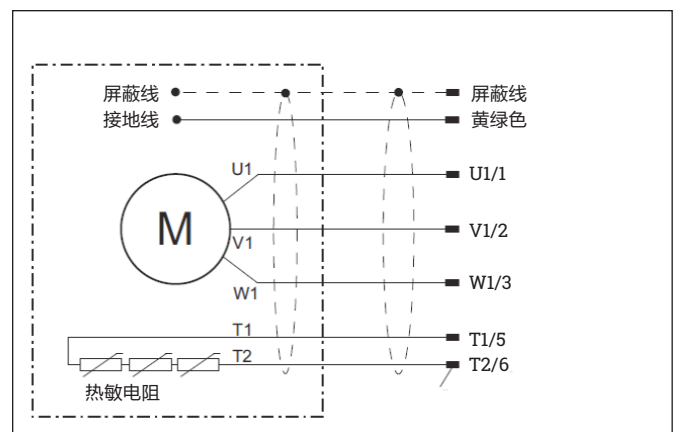 屏蔽线 屏蔽线
接地线 黄绿色
U1 U1/1
M
V1 V1/2
W1 W1/3
T1 T1/5
T2 T2/6
热敏电阻